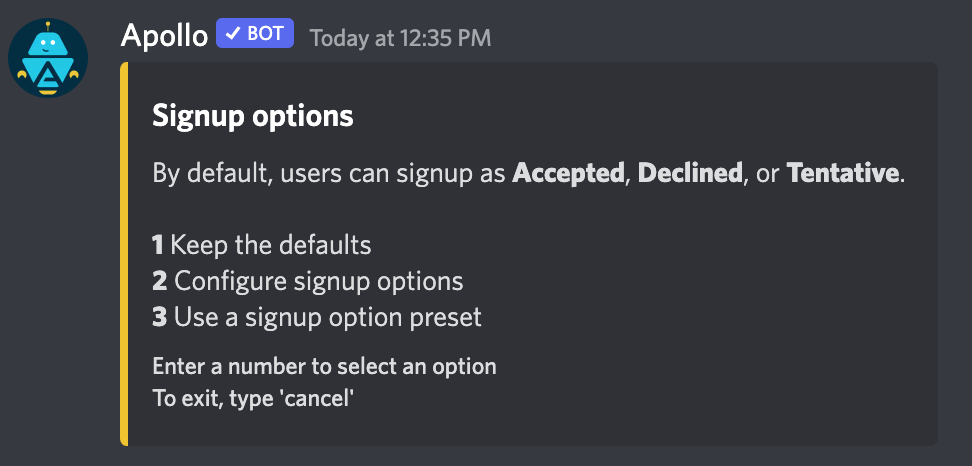 Apollo ✓ BOT Today at 12:35 PM
Signup options
By default, users can signup as Accepted, Declined, or Tentative.
1 Keep the defaults
2 Configure signup options
3 Use a signup option preset
Enter a number to select an option
To exit, type 'cancel'